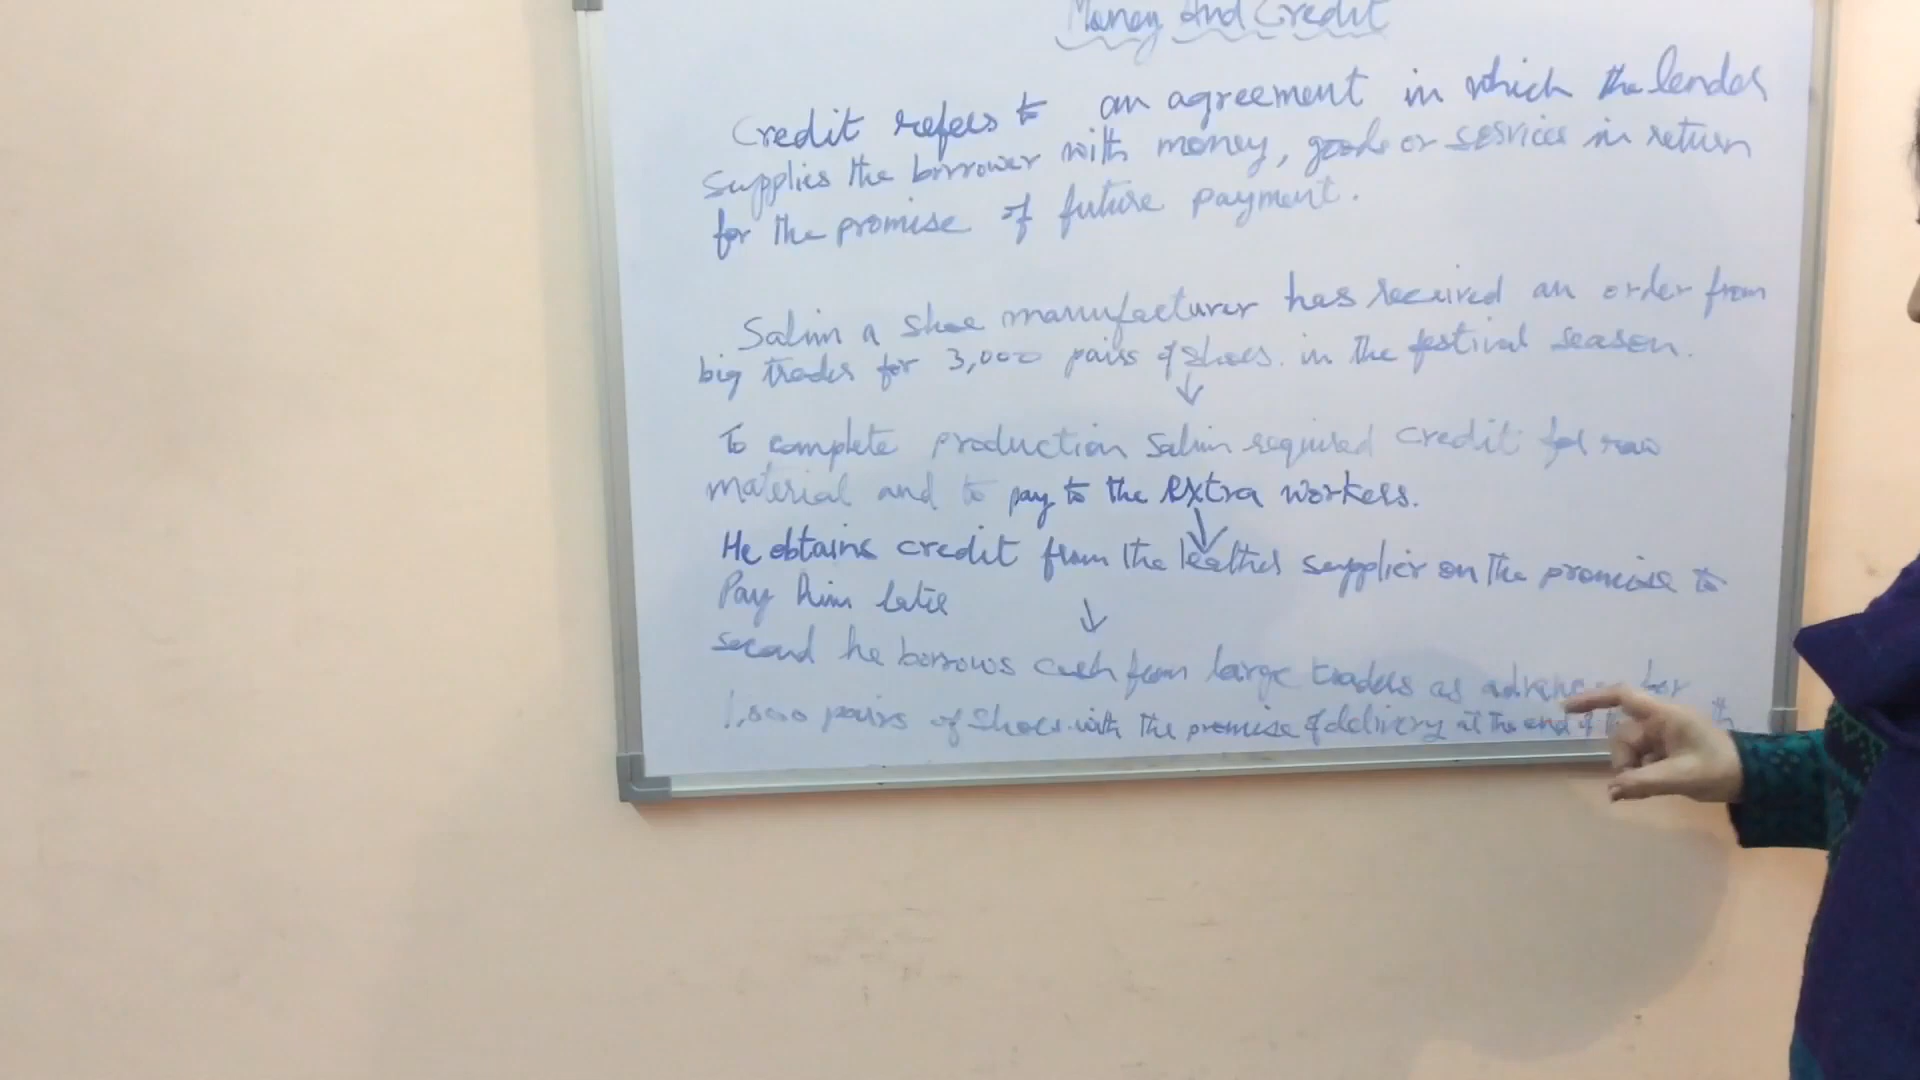 Money and Credit
Credit refers to an agreement in which the lender
supplies the borrower with money, goods or services in return
for the promise of future payment.
Salim a shoe manufacturer has received an order from
big trader for 3,000 pairs of shoes. in the festival season.
To complete production Salim required credit for raw
material and to pay to the extra workers.
He obtains credit from the leather supplier on the promise to
Pay him later
second he borrows cash from large traders as advance for
1,000 pairs of shoes with the promise of delivery at the end of